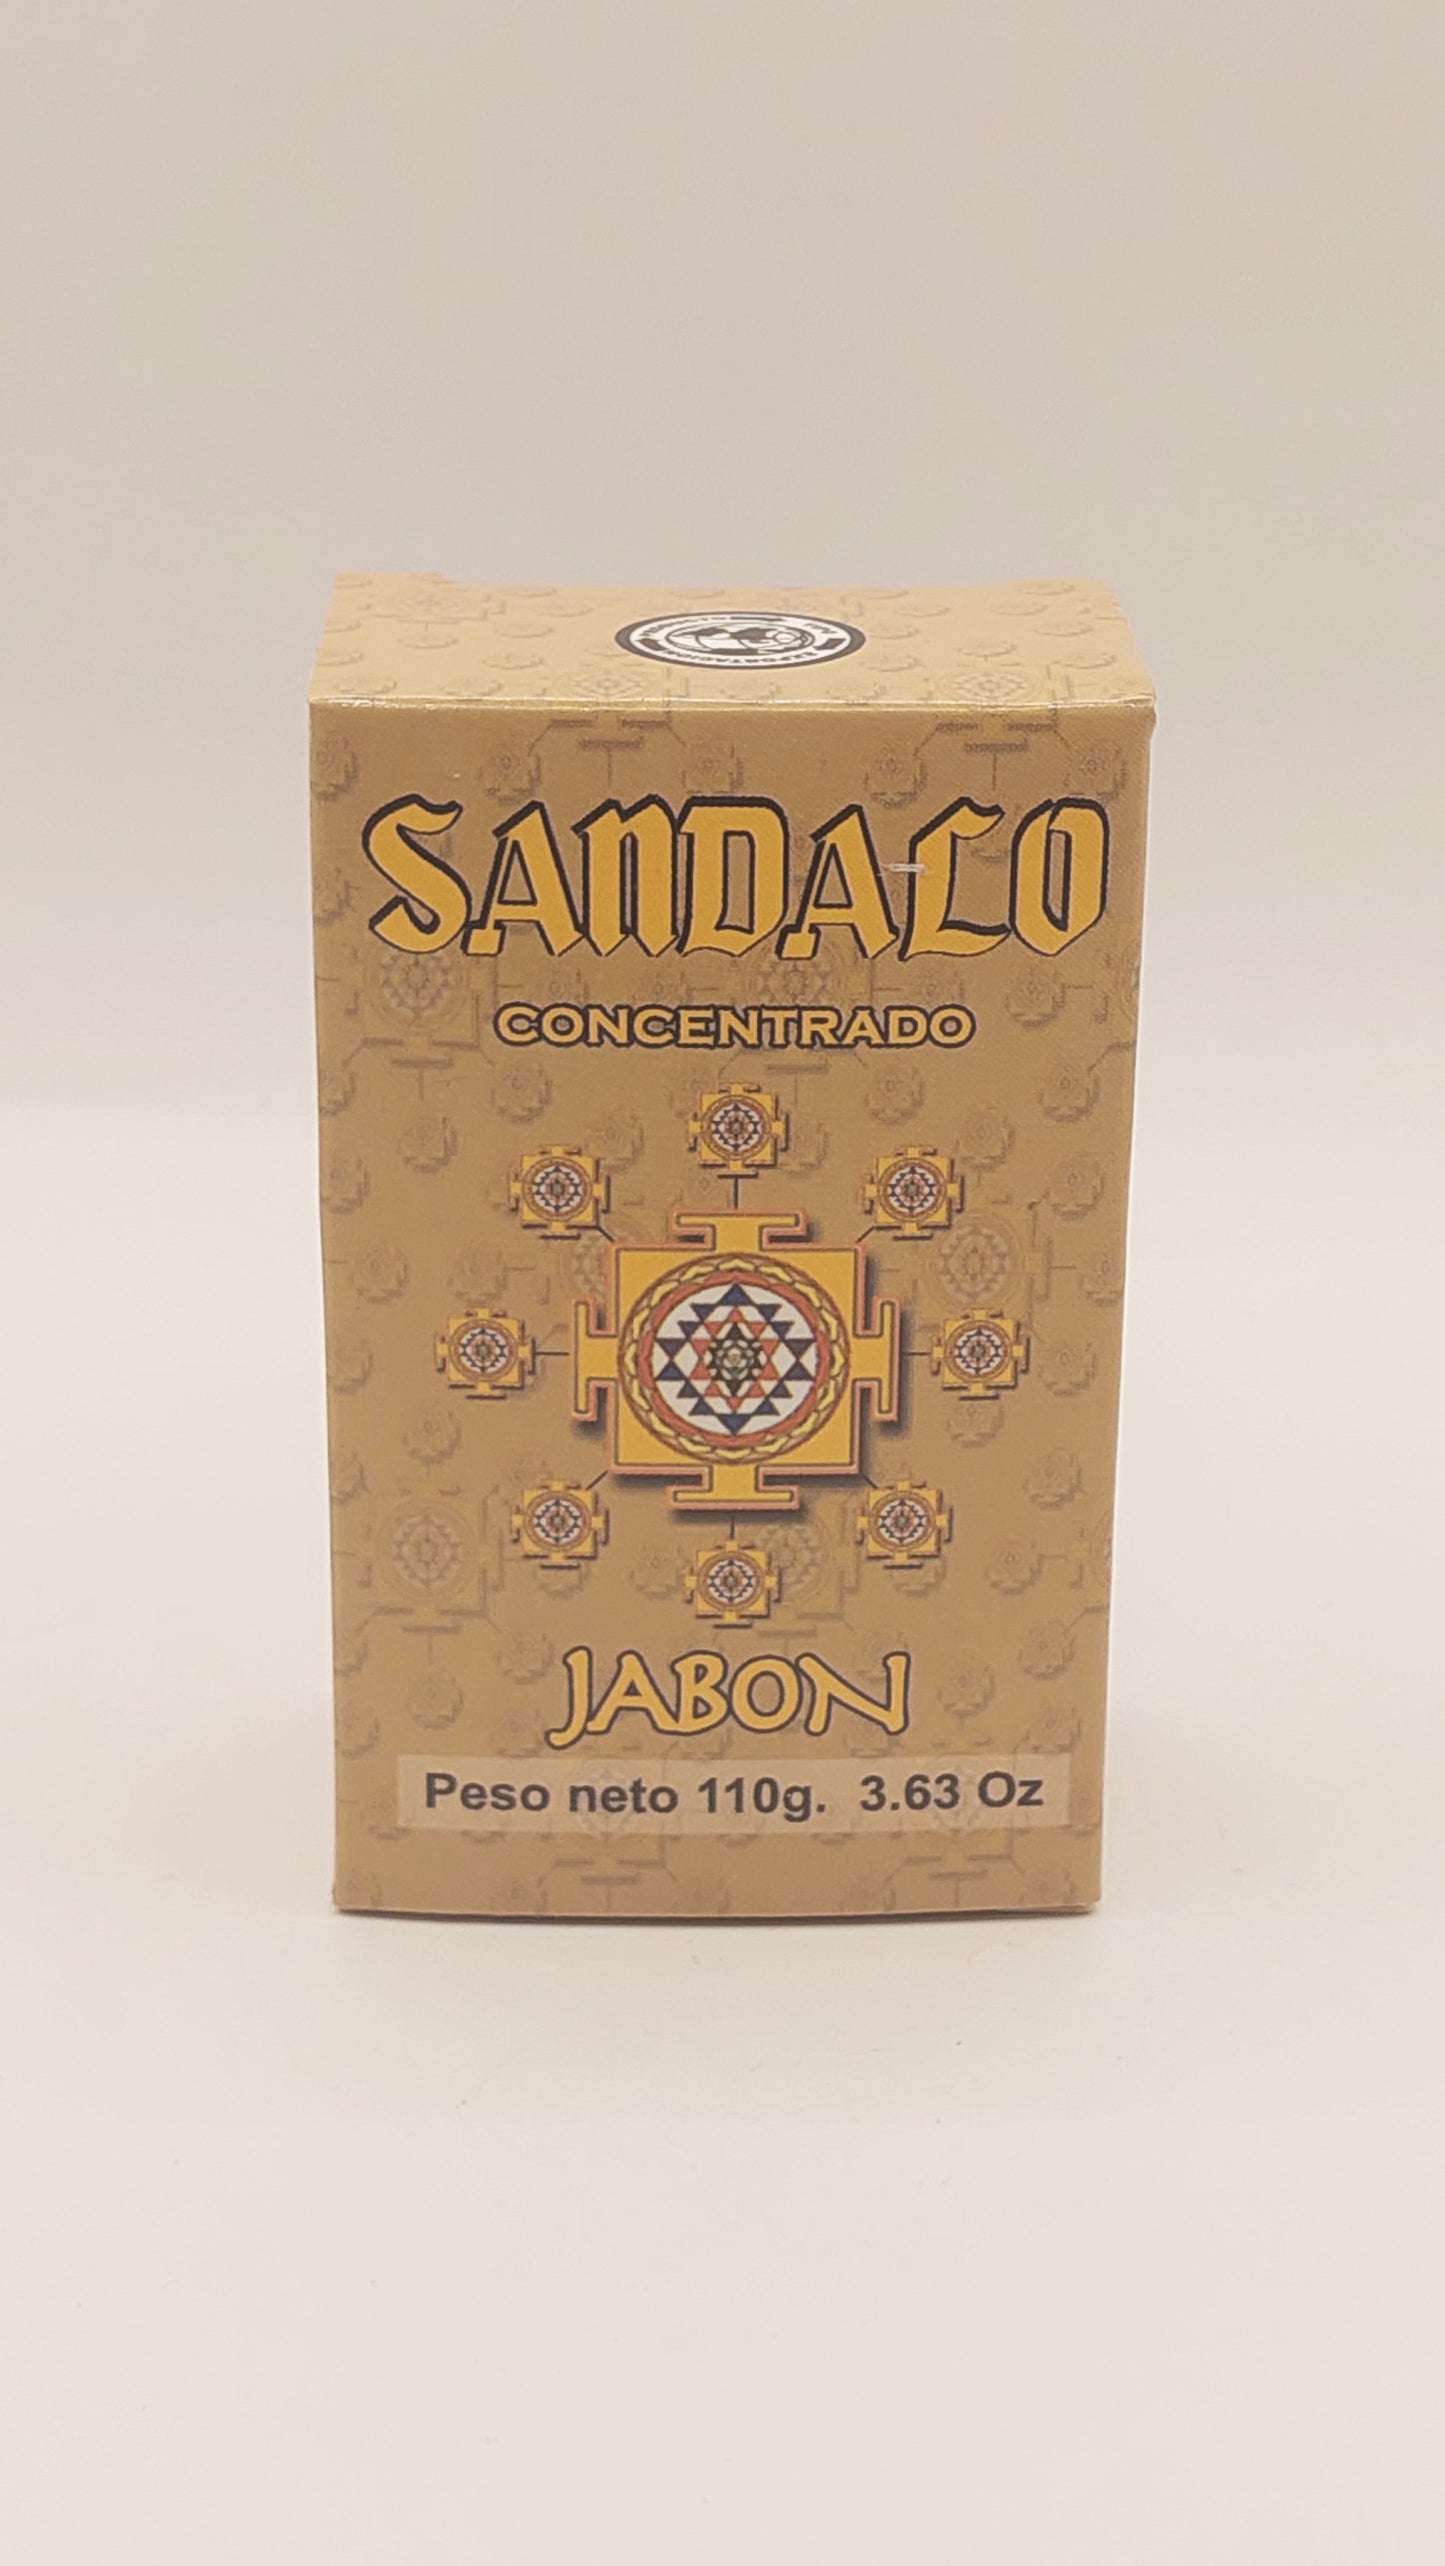 SANDALO
CONCENTRADO
JABON
Peso neto 110g. 3.63 Oz